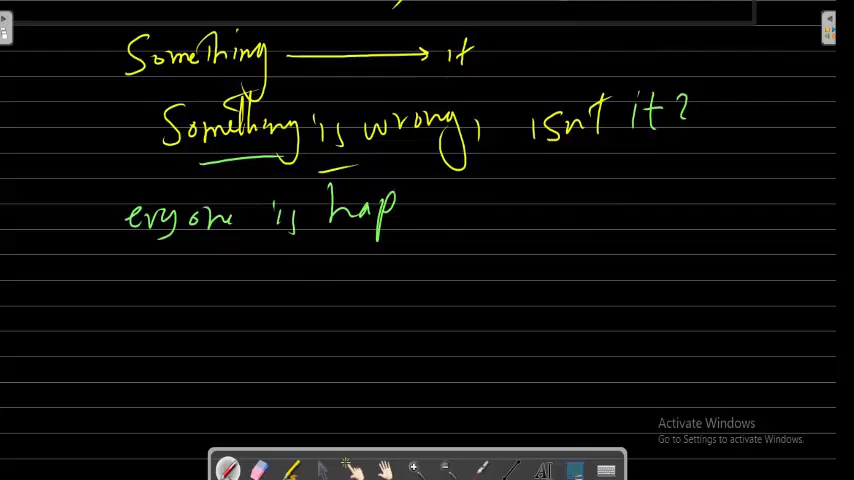 Something → it
Something is wrong, isn't it?
eryone is hap
Activate Windows
Go to Settings to activate Windows.